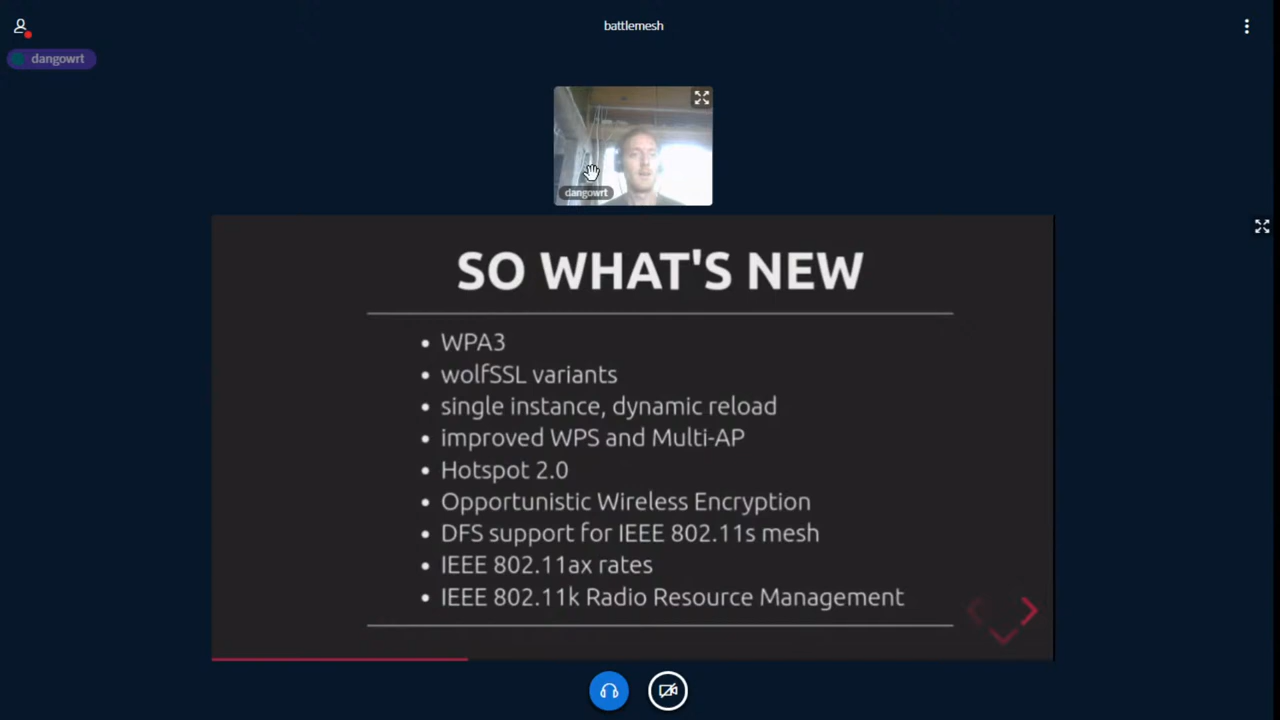 battlemesh
dangowrt
dangowrt
SO WHAT'S NEW
• WPA3
• wolfSSL variants
• single instance, dynamic reload
• improved WPS and Multi-AP
• Hotspot 2.0
• Opportunistic Wireless Encryption
• DFS support for IEEE 802.11s mesh
• IEEE 802.11ax rates
• IEEE 802.11k Radio Resource Management